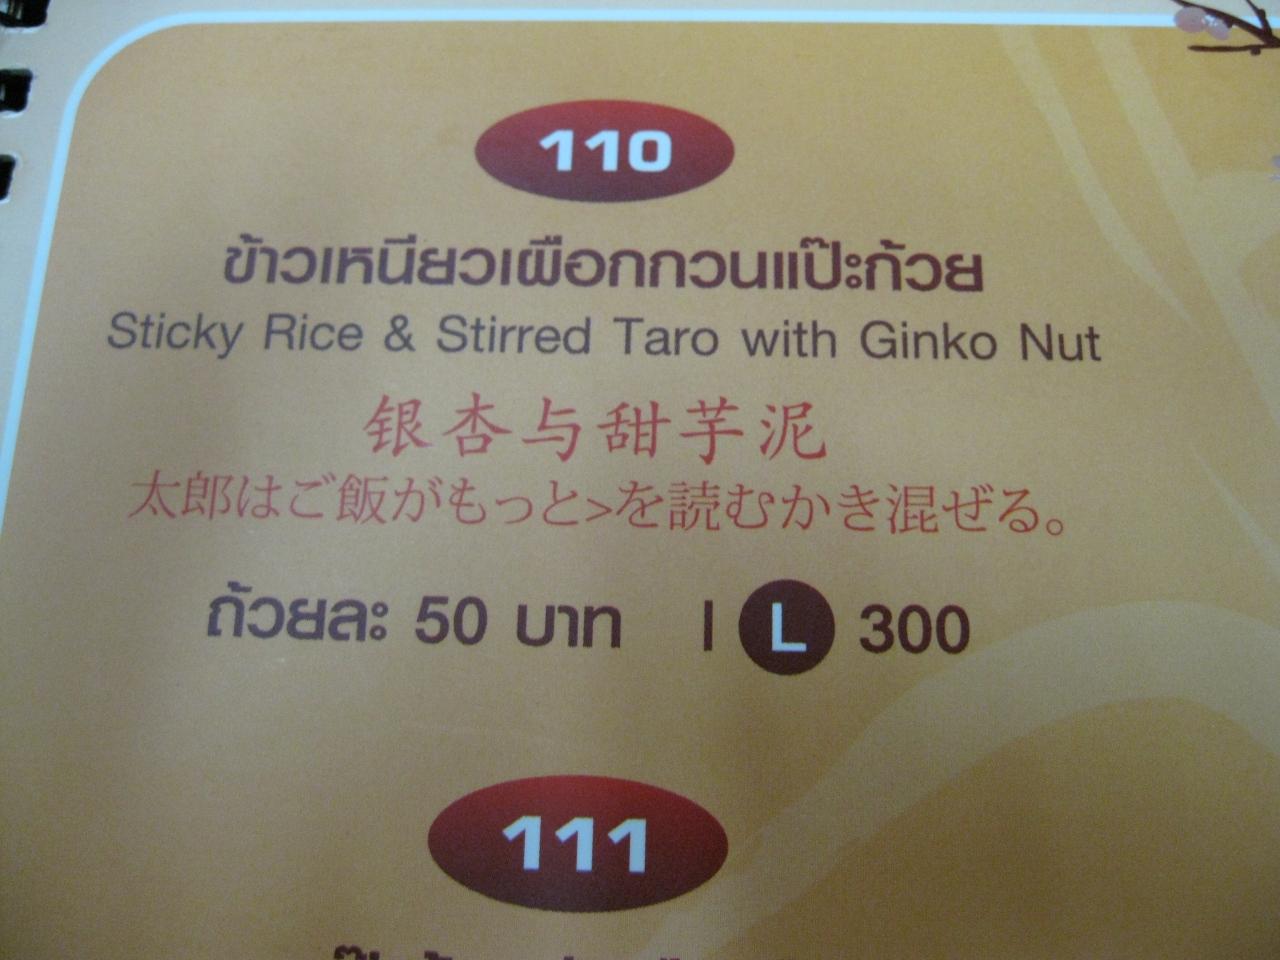 110
ข้าวเหนียวเผือกกวนแป๊ะก้วย
Sticky Rice & Stirred Taro with Ginko Nut
银杏与甜芋泥
太郎はご飯がもっと>を読むかき混ぜる。
ถ้วยละ 50 บาท | L 300
111